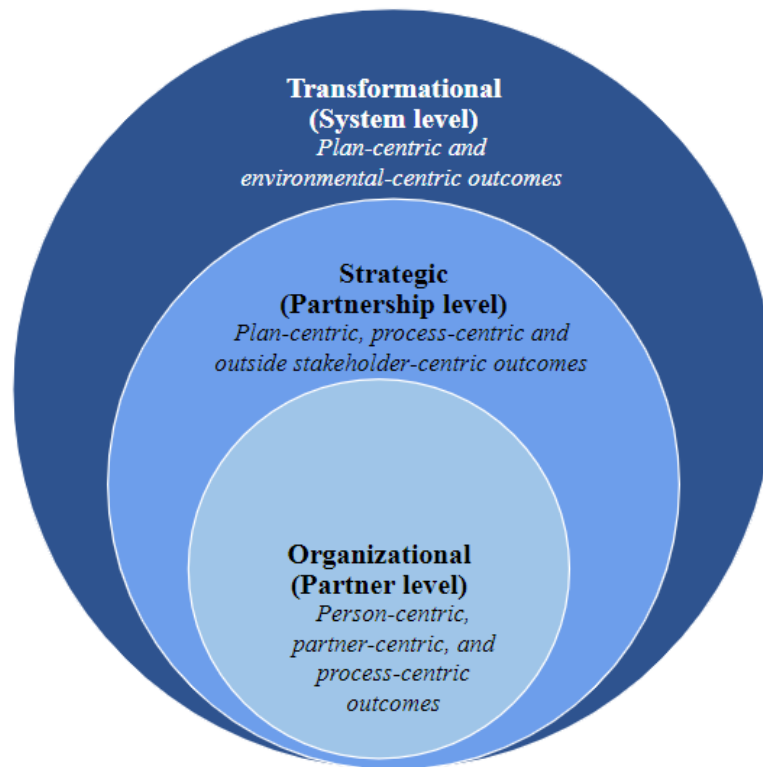 Transformational
(System level)
Plan-centric and
environmental-centric outcomes
Strategic
(Partnership level)
Plan-centric, process-centric and
outside stakeholder-centric outcomes
Organizational
(Partner level)
Person-centric,
partner-centric, and
process-centric
outcomes